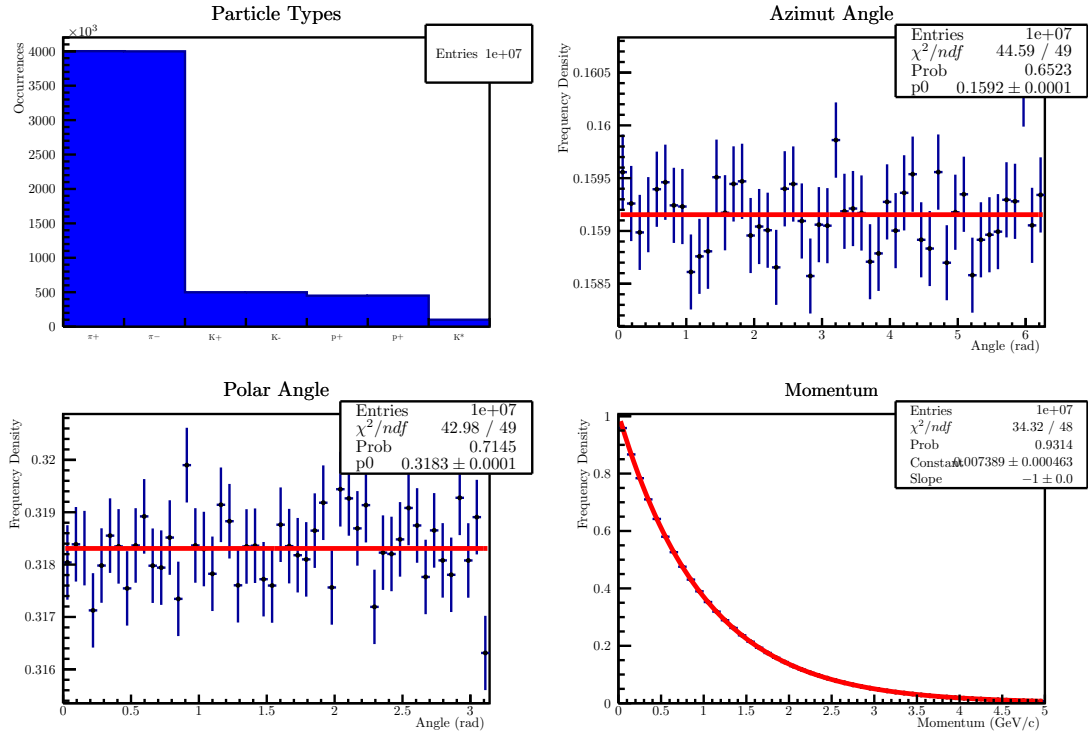 Particle Types
×10³
Occurrences
Entries 1e+07
4000
3500
3000
2500
2000
1500
1000
500
0
π+ π− K+ K- p+ p+ K*
Azimut Angle
Frequency Density
Entries 1e+07
χ²/ndf 44.59 / 49
Prob 0.6523
p0 0.1592 ± 0.0001
0.1605
0.16
0.1595
0.159
0.1585
0 1 2 3 4 5 6
Angle (rad)
Polar Angle
Frequency Density
Entries 1e+07
χ²/ndf 42.98 / 49
Prob 0.7145
p0 0.3183 ± 0.0001
0.32
0.319
0.318
0.317
0.316
0 0.5 1 1.5 2 2.5 3
Angle (rad)
Momentum
Frequency Density
Entries 1e+07
χ²/ndf 34.32 / 48
Prob 0.9314
Constant 0.007389 ± 0.000463
Slope −1 ± 0.0
1
0.8
0.6
0.4
0.2
0
0 0.5 1 1.5 2 2.5 3 3.5 4 4.5 5
Momentum (GeV/c)